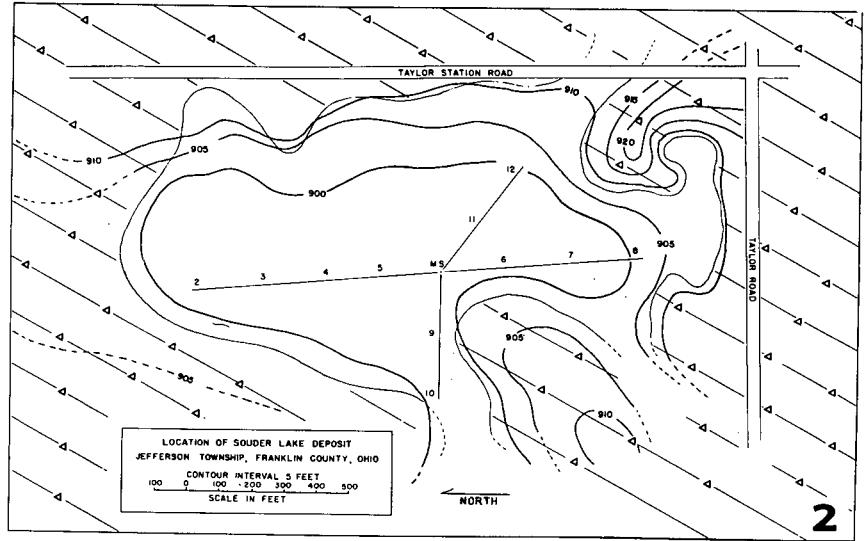 TAYLOR STATION ROAD
910
915
920
910
905
900
12
11
905
MS
6
7
8
2
3
4
5
TAYLOR ROAD
9
905
10
905
910
LOCATION OF SOUDER LAKE DEPOSIT
JEFFERSON TOWNSHIP, FRANKLIN COUNTY, OHIO
CONTOUR INTERVAL 5 FEET
100 0 100 200 300 400 500
SCALE IN FEET
NORTH
2